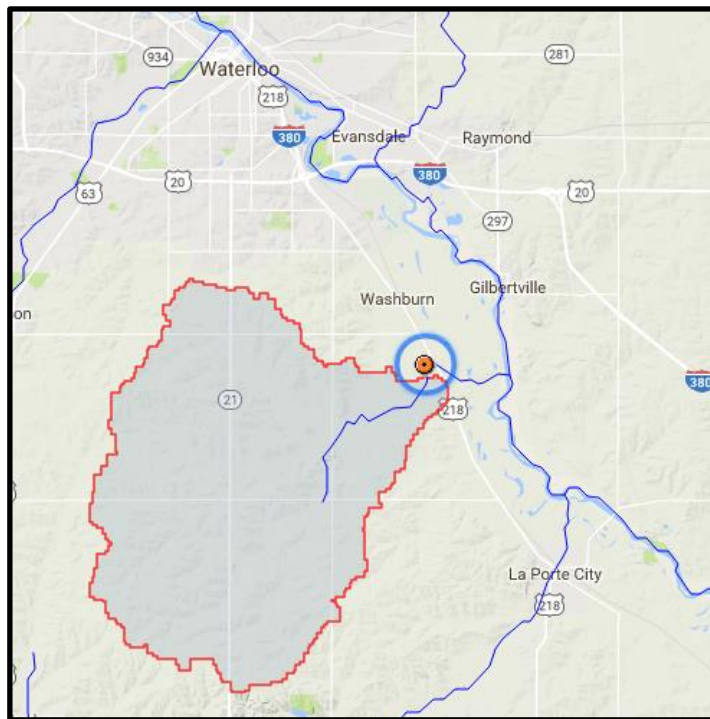 934
Waterloo
281
218
380
Evansdale
Raymond
380
63
20
20
297
Gilbertville
on
Washburn
380
21
218
La Porte City
218